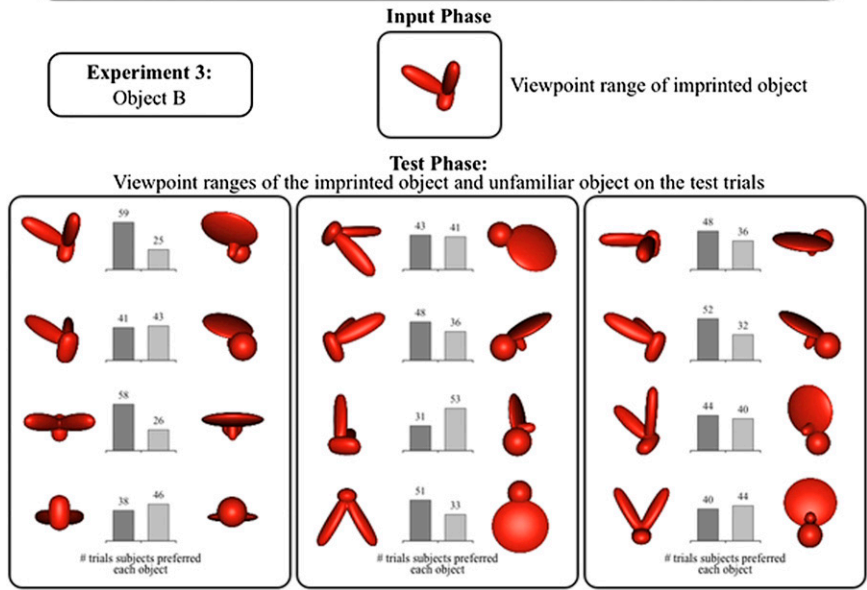 Input Phase
Experiment 3:
Object B
Viewpoint range of imprinted object
Test Phase:
Viewpoint ranges of the imprinted object and unfamiliar object on the test trials
59
25
41
43
58
26
38
46
# trials subjects preferred
each object
43
41
48
36
31
53
51
33
# trials subjects preferred
each object
48
36
52
32
44
40
40
44
# trials subjects preferred
each object